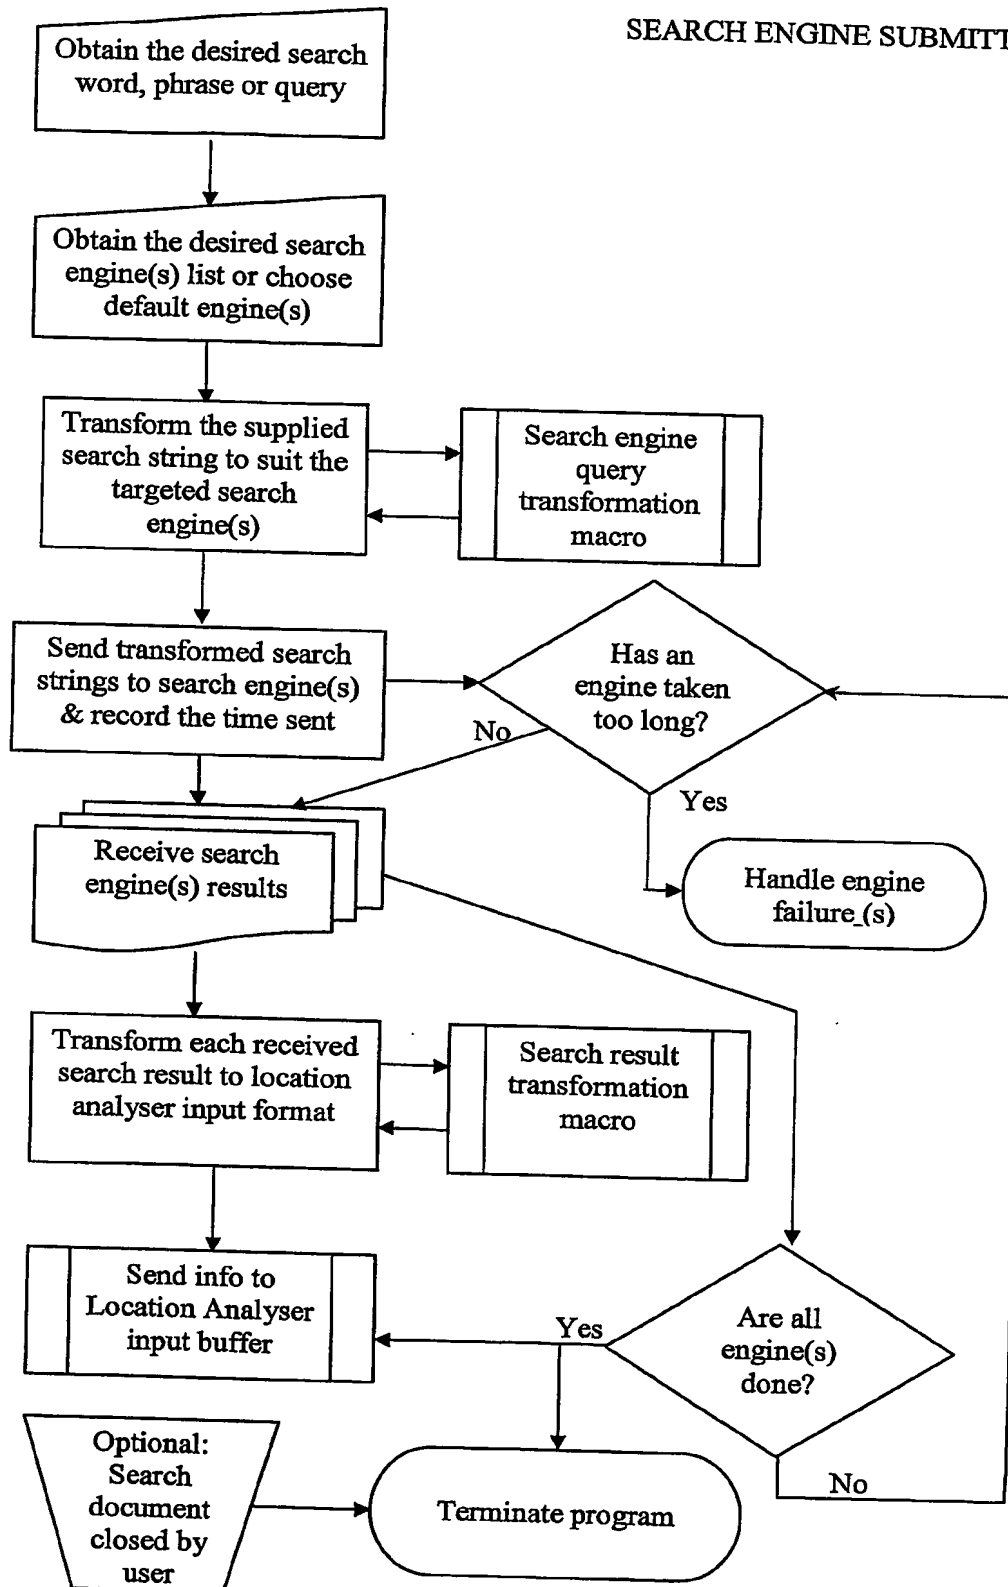 SEARCH ENGINE SUBMITT
Obtain the desired search
word, phrase or query
Obtain the desired search
engine(s) list or choose
default engine(s)
Transform the supplied
search string to suit the
targeted search
engine(s)
Search engine
query
transformation
macro
Send transformed search
strings to search engine(s)
& record the time sent
Has an
engine taken
too long?
No
Yes
Receive search
engine(s) results
Handle engine
failure_(s)
Transform each received
search result to location
analyser input format
Search result
transformation
macro
Send info to
Location Analyser
input buffer
Yes
Are all
engine(s)
done?
No
Optional:
Search
document
closed by
user
Terminate program